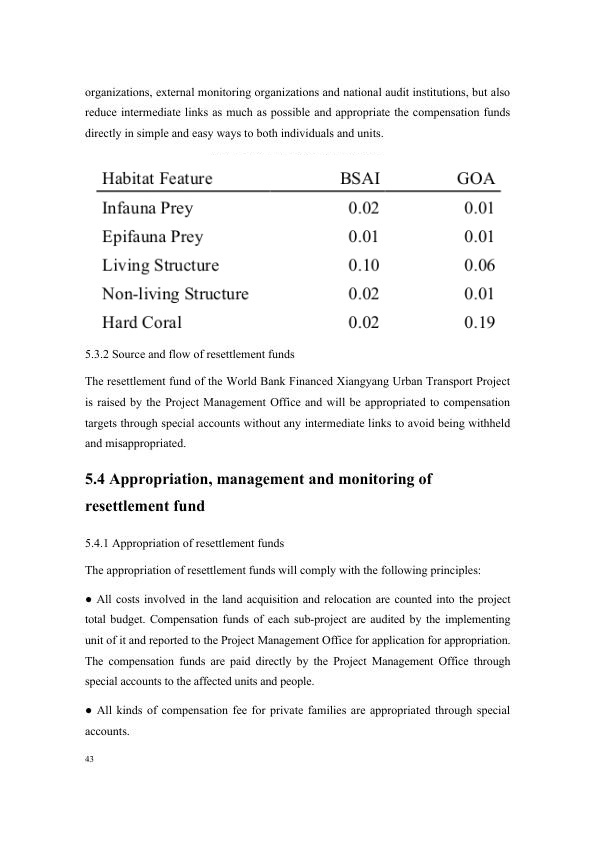 organizations, external monitoring organizations and national audit institutions, but also
reduce intermediate links as much as possible and appropriate the compensation funds
directly in simple and easy ways to both individuals and units.
Habitat Feature BSAI GOA
Infauna Prey 0.02 0.01
Epifauna Prey 0.01 0.01
Living Structure 0.10 0.06
Non-living Structure 0.02 0.01
Hard Coral 0.02 0.19
5.3.2 Source and flow of resettlement funds
The resettlement fund of the World Bank Financed Xiangyang Urban Transport Project
is raised by the Project Management Office and will be appropriated to compensation
targets through special accounts without any intermediate links to avoid being withheld
and misappropriated.
5.4 Appropriation, management and monitoring of
resettlement fund
5.4.1 Appropriation of resettlement funds
The appropriation of resettlement funds will comply with the following principles:
● All costs involved in the land acquisition and relocation are counted into the project
total budget. Compensation funds of each sub-project are audited by the implementing
unit of it and reported to the Project Management Office for application for appropriation.
The compensation funds are paid directly by the Project Management Office through
special accounts to the affected units and people.
● All kinds of compensation fee for private families are appropriated through special
accounts.
43